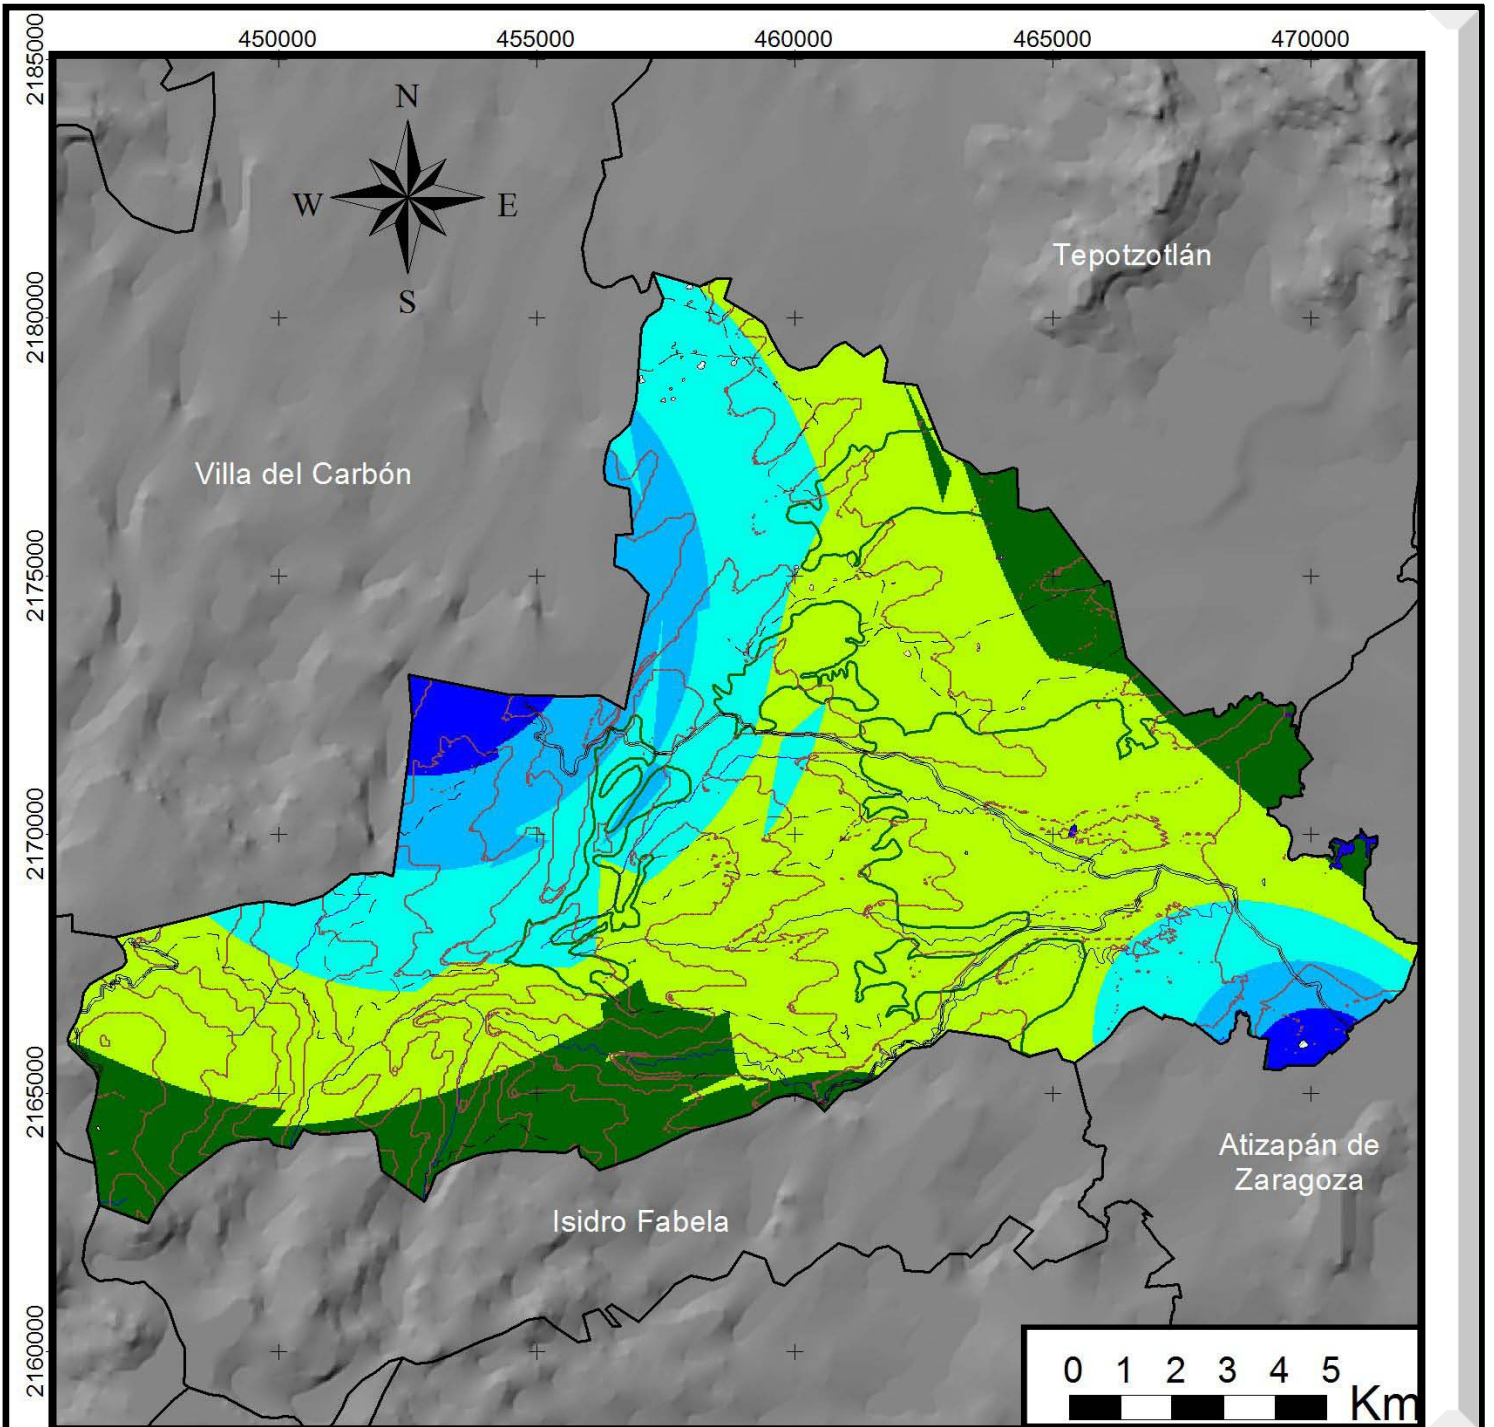 450000 455000 460000 465000 470000
2185000
N
W E
S
Tepotzotlán
2180000
Villa del Carbón
2175000
2170000
2165000
Atizapán de
Zaragoza
Isidro Fabela
2160000
0 1 2 3 4 5
Km